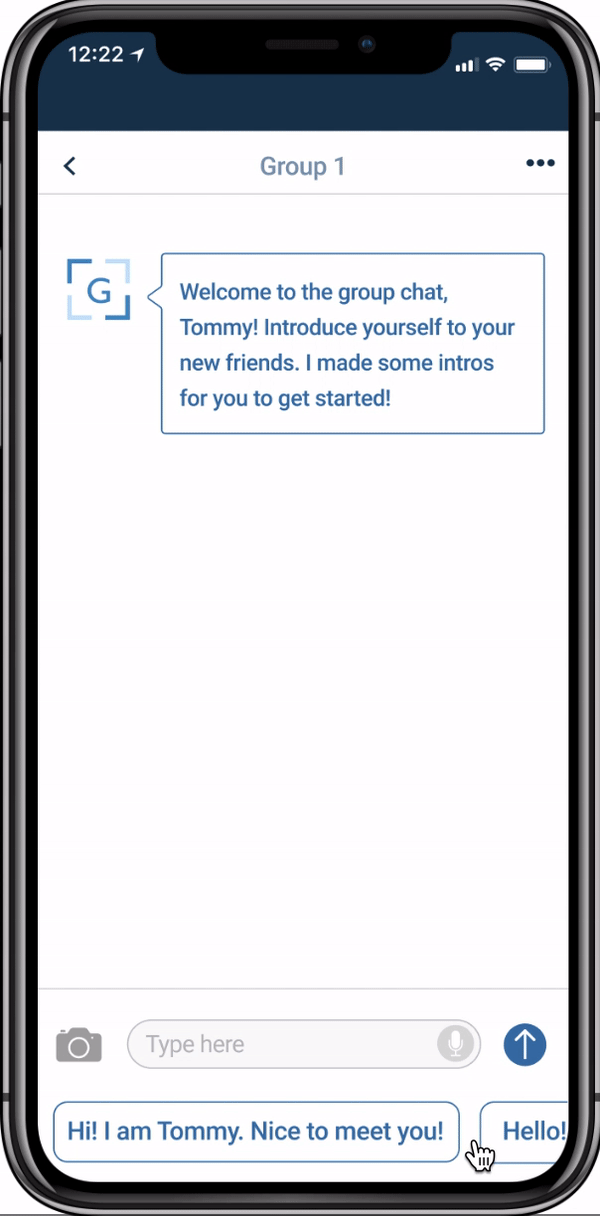 12:22
Group 1
G
Welcome to the group chat,
Tommy! Introduce yourself to your
new friends. I made some intros
for you to get started!
Type here
Hi! I am Tommy. Nice to meet you!
Hello!